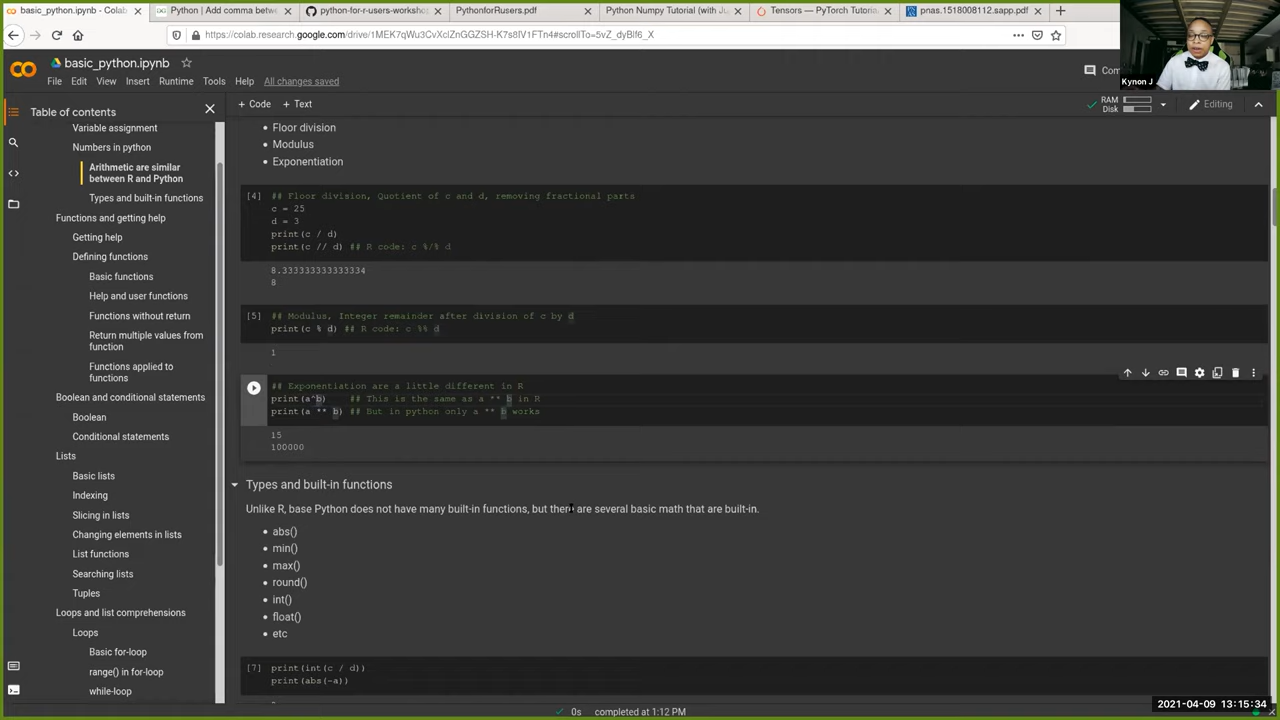 basic_python.ipynb - Colab
Python | Add comma betwe
python-for-r-users-worksho
PythonforRusers.pdf
Python Numpy Tutorial (with Ju
Tensors — PyTorch Tutorial
pnas.1518008112.sapp.pdf
https://colab.research.google.com/drive/1MEK7qWu3CvXclZnGGZSH-K7s8IV1FTn4#scrollTo=5vZ_dyBlf6_X
basic_python.ipynb
File Edit View Insert Runtime Tools Help All changes saved
Com
Kynon J
Table of contents
+ Code + Text
RAM
Disk
Editing
Variable assignment
Numbers in python
Arithmetic are similar
between R and Python
Types and built-in functions
Functions and getting help
Getting help
Defining functions
Basic functions
Help and user functions
Functions without return
Return multiple values from
function
Functions applied to
functions
Boolean and conditional statements
Boolean
Conditional statements
Lists
Basic lists
Indexing
Slicing in lists
Changing elements in lists
List functions
Searching lists
Tuples
Loops and list comprehensions
Loops
Basic for-loop
range() in for-loop
while-loop
• Floor division
• Modulus
• Exponentiation
[4] ## Floor division, Quotient of c and d, removing fractional parts
c = 25
d = 3
print(c / d)
print(c // d) ## R code: c %/% d
8.333333333333334
8
[5] ## Modulus, Integer remainder after division of c by d
print(c % d) ## R code: c %% d
1
## Exponentiation are a little different in R
print(a^b) ## This is the same as a ** b in R
print(a ** b) ## But in python only a ** b works
15
100000
Types and built-in functions
Unlike R, base Python does not have many built-in functions, but there are several basic math that are built-in.
• abs()
• min()
• max()
• round()
• int()
• float()
• etc
[7] print(int(c / d))
print(abs(-a))
0s completed at 1:12 PM
2021-04-09 13:15:34